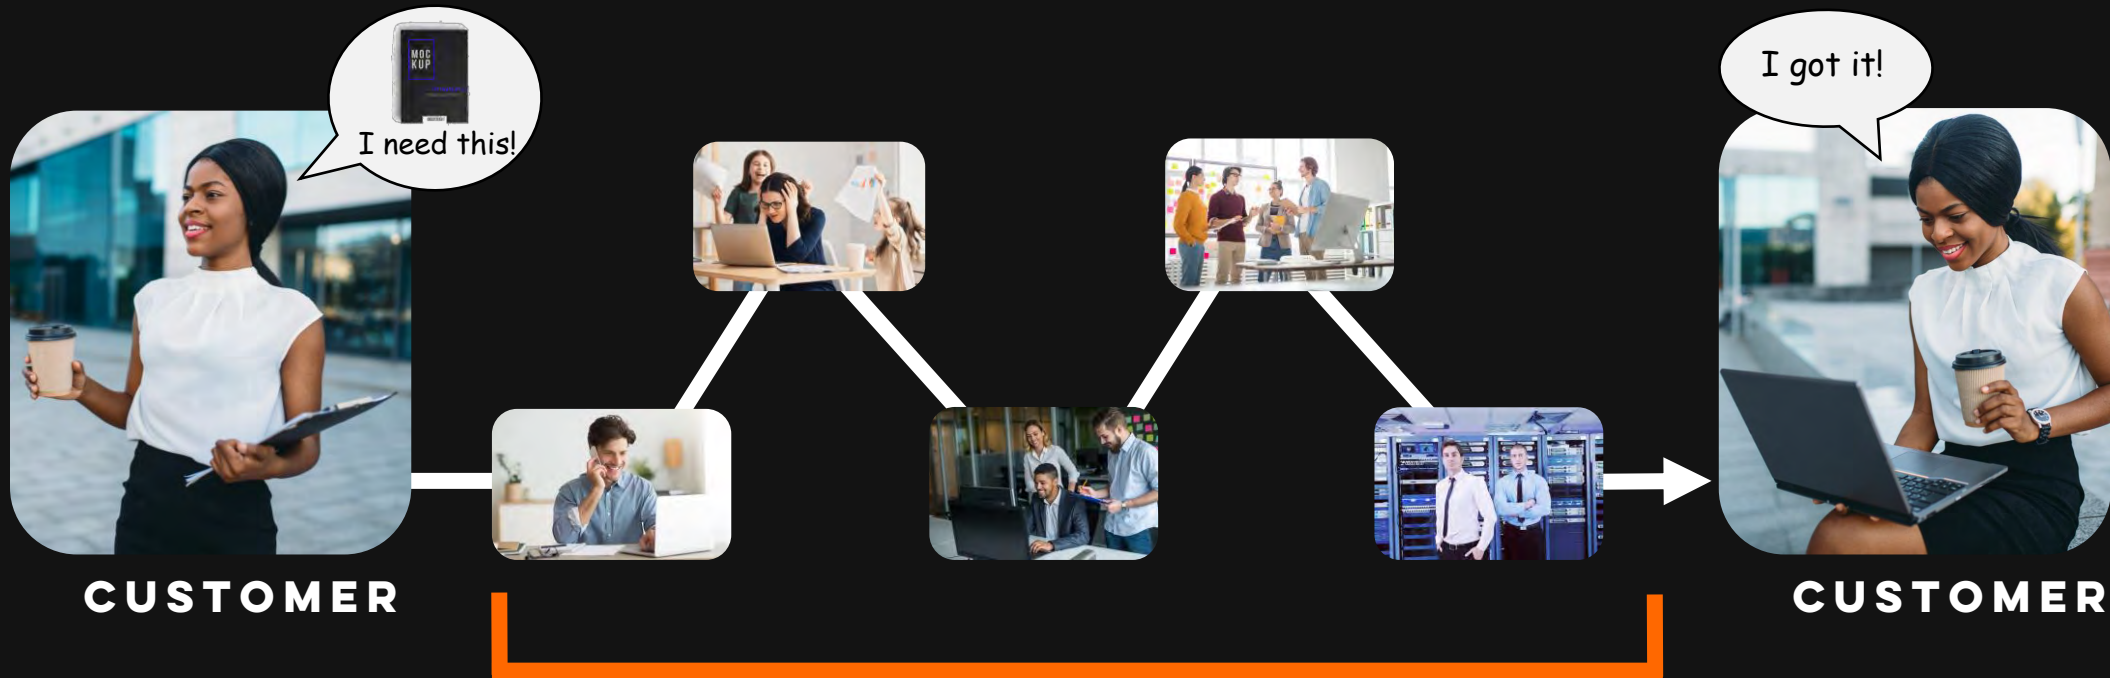 MOC
KUP
I need this!
I got it!
CUSTOMER
CUSTOMER